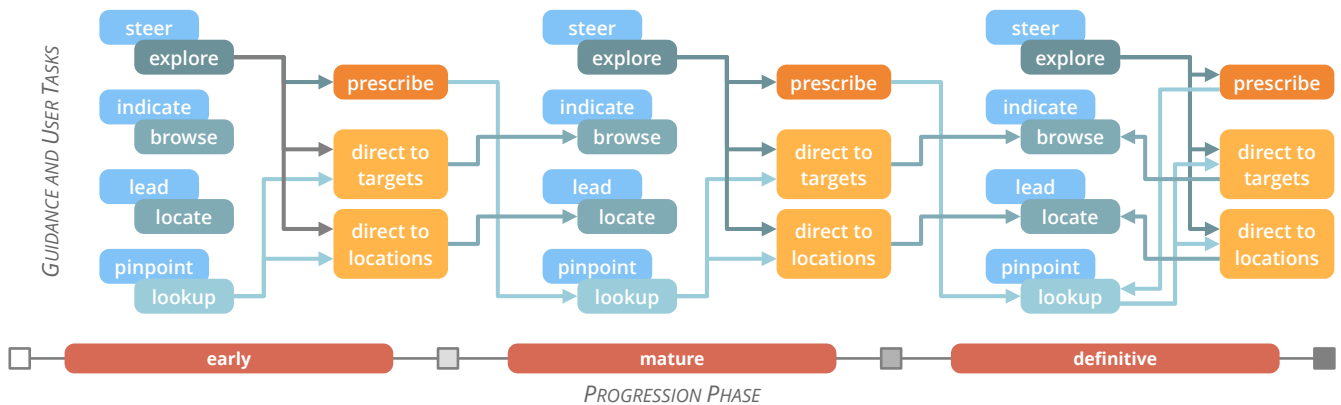 GUIDANCE AND USER TASKS
steer
explore
indicate
browse
lead
locate
pinpoint
lookup
prescribe
direct to
targets
direct to
locations
steer
explore
indicate
browse
lead
locate
pinpoint
lookup
prescribe
direct to
targets
direct to
locations
steer
explore
indicate
browse
lead
locate
pinpoint
lookup
prescribe
direct to
targets
direct to
locations
early
mature
definitive
PROGRESSION PHASE